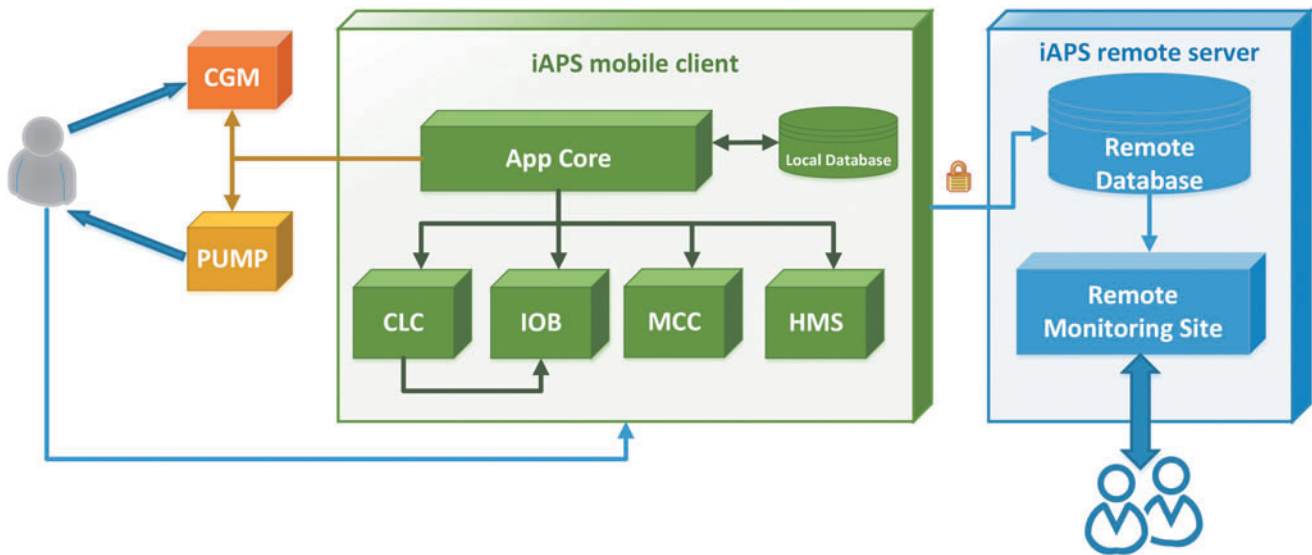 CGM
PUMP
iAPS mobile client
App Core
Local Database
CLC
IOB
MCC
HMS
iAPS remote server
Remote
Database
Remote
Monitoring Site